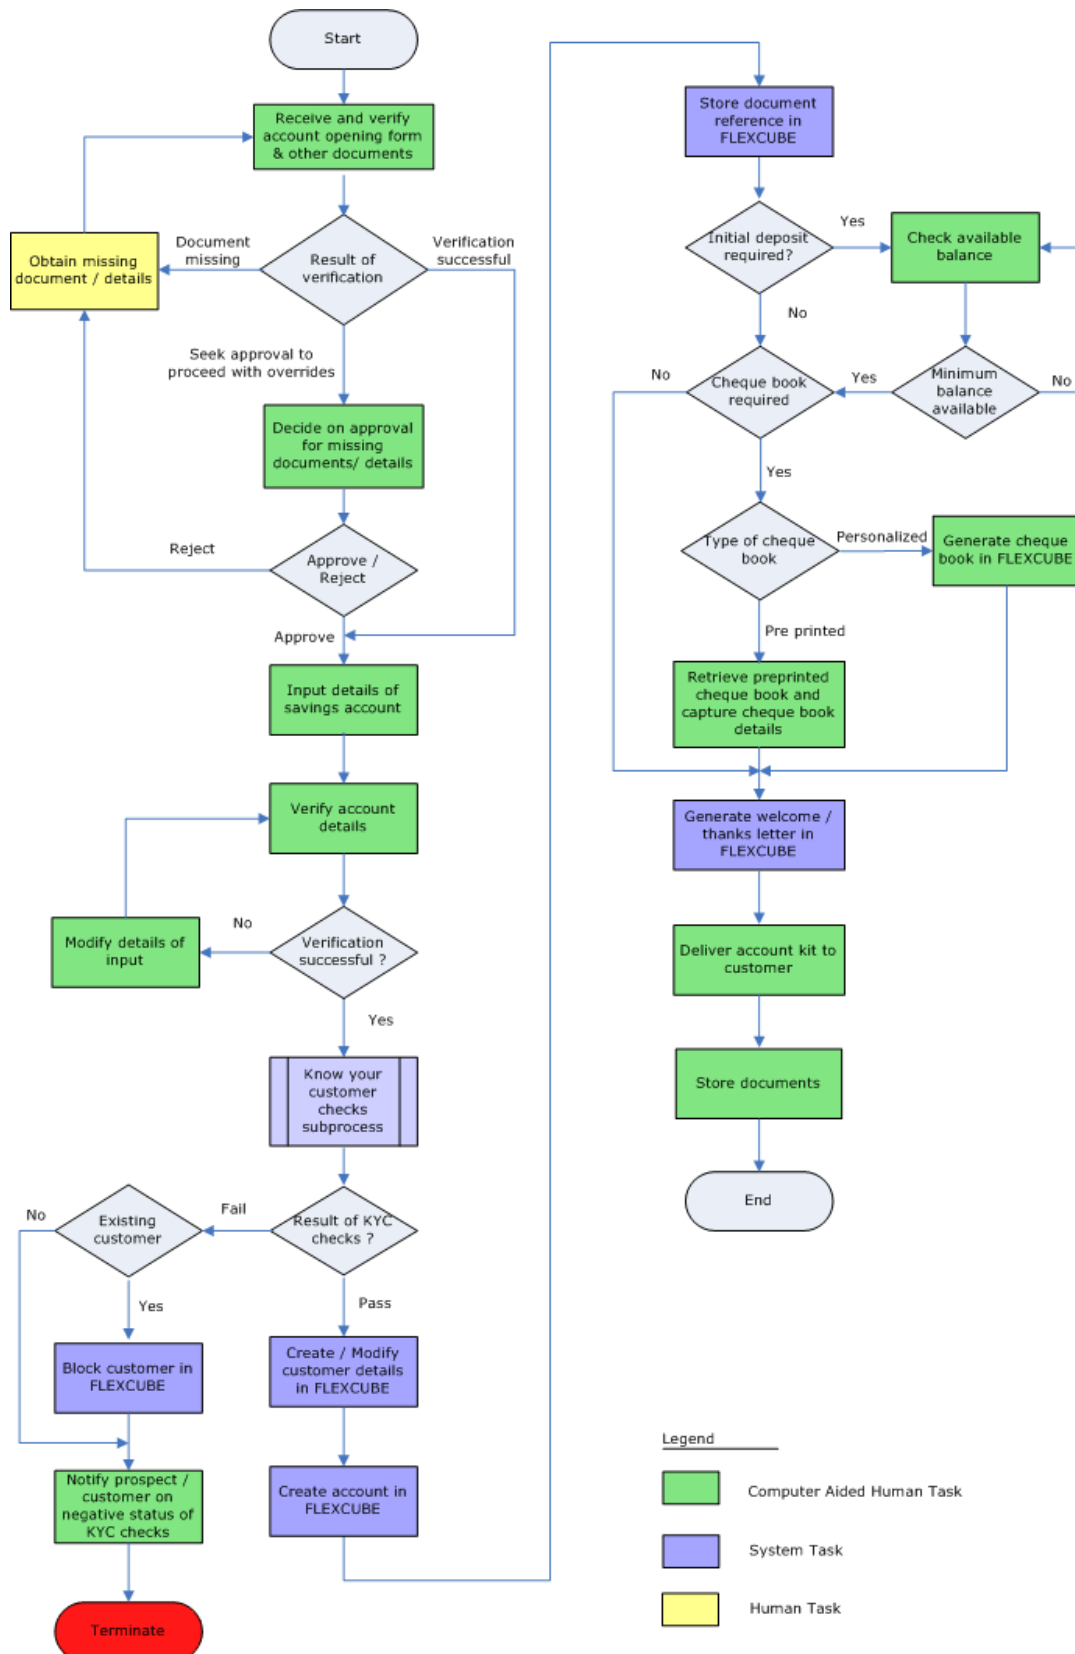 Start
Receive and verify
account opening form
& other documents
Obtain missing
document / details
Document
missing
Result of
verification
Verification
successful
Seek approval to
proceed with overrides
Decide on approval
for missing
documents/ details
Reject
Approve /
Reject
Approve
Input details of
savings account
Verify account
details
Modify details of
input
No
Verification
successful ?
Yes
Know your
customer
checks
subprocess
No
Existing
customer
Fail
Result of KYC
checks ?
Yes
Pass
Block customer in
FLEXCUBE
Create / Modify
customer details
in FLEXCUBE
Notify prospect /
customer on
negative status of
KYC checks
Create account in
FLEXCUBE
Terminate
Store document
reference in
FLEXCUBE
Initial deposit
required?
Yes
Check available
balance
No
No
Cheque book
required
Yes
Minimum
balance
available
No
Yes
Type of cheque
book
Personalized
Generate cheque
book in FLEXCUBE
Pre printed
Retrieve preprinted
cheque book and
capture cheque book
details
Generate welcome /
thanks letter in
FLEXCUBE
Deliver account kit to
customer
Store documents
End
Legend
Computer Aided Human Task
System Task
Human Task